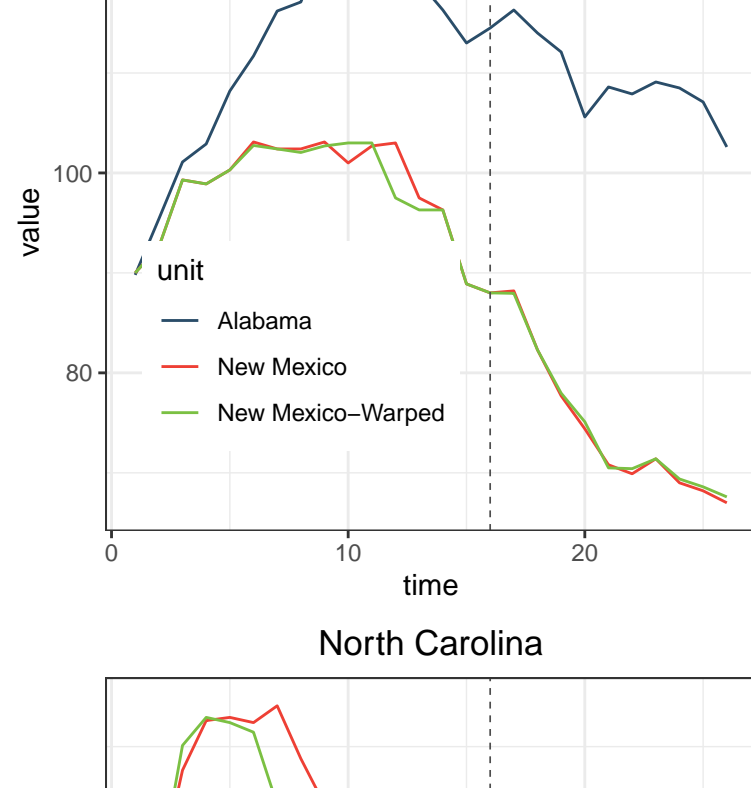 100
value
unit
Alabama
New Mexico
80
New Mexico−Warped
0 10 20
time
North Carolina